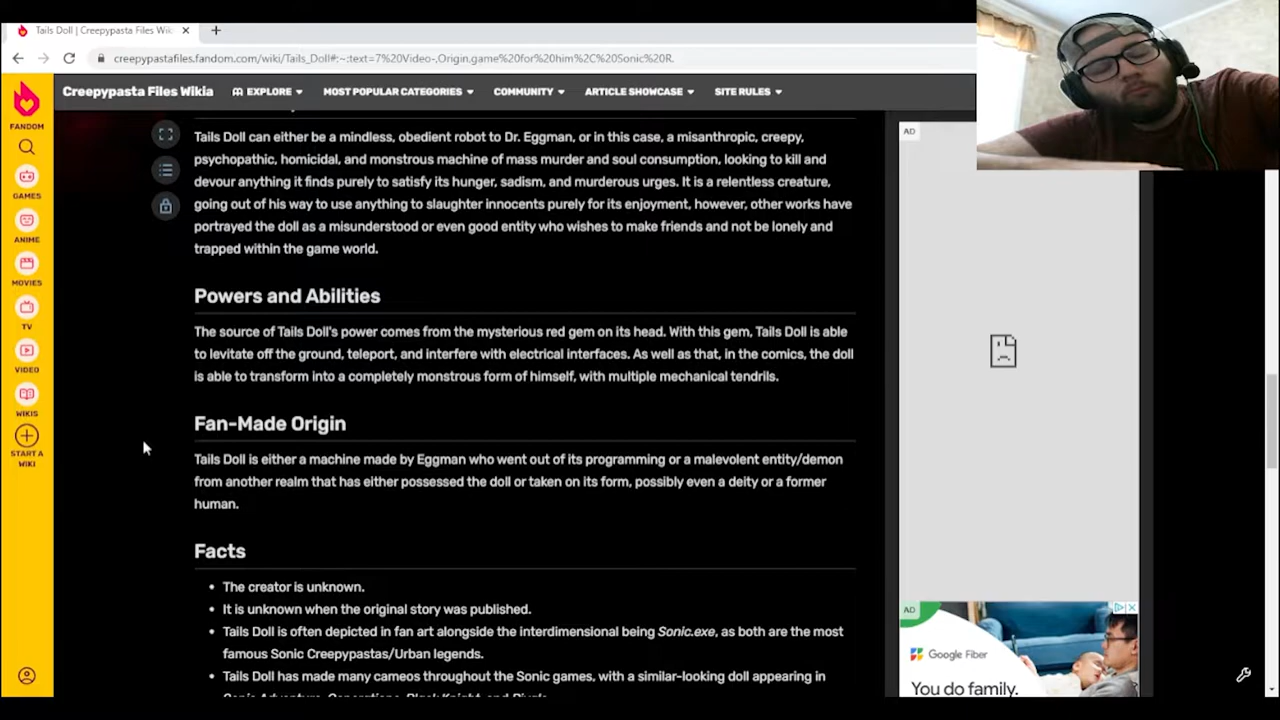 Tails Doll | Creepypasta Files Wik
creepypastafiles.fandom.com/wiki/Tails_Doll#:~:text=7%20Video-,Origin,game%20for%20him%2C%20Sonic%20R.
FANDOM
GAMES
ANIME
MOVIES
TV
VIDEO
WIKIS
START A
WIKI
Creepypasta Files Wikia
EXPLORE
MOST POPULAR CATEGORIES
COMMUNITY
ARTICLE SHOWCASE
SITE RULES
Tails Doll can either be a mindless, obedient robot to Dr. Eggman, or in this case, a misanthropic, creepy,
psychopathic, homicidal, and monstrous machine of mass murder and soul consumption, looking to kill and
devour anything it finds purely to satisfy its hunger, sadism, and murderous urges. It is a relentless creature,
going out of his way to use anything to slaughter innocents purely for its enjoyment, however, other works have
portrayed the doll as a misunderstood or even good entity who wishes to make friends and not be lonely and
trapped within the game world.
Powers and Abilities
The source of Tails Doll's power comes from the mysterious red gem on its head. With this gem, Tails Doll is able
to levitate off the ground, teleport, and interfere with electrical interfaces. As well as that, in the comics, the doll
is able to transform into a completely monstrous form of himself, with multiple mechanical tendrils.
Fan-Made Origin
Tails Doll is either a machine made by Eggman who went out of its programming or a malevolent entity/demon
from another realm that has either possessed the doll or taken on its form, possibly even a deity or a former
human.
Facts
The creator is unknown.
It is unknown when the original story was published.
Tails Doll is often depicted in fan art alongside the interdimensional being Sonic.exe, as both are the most
famous Sonic Creepypastas/Urban legends.
Tails Doll has made many cameos throughout the Sonic games, with a similar-looking doll appearing in
Sonic Adventure, Generations, Black Knight, and Rivals.
AD
AD
Google Fiber
You do family.